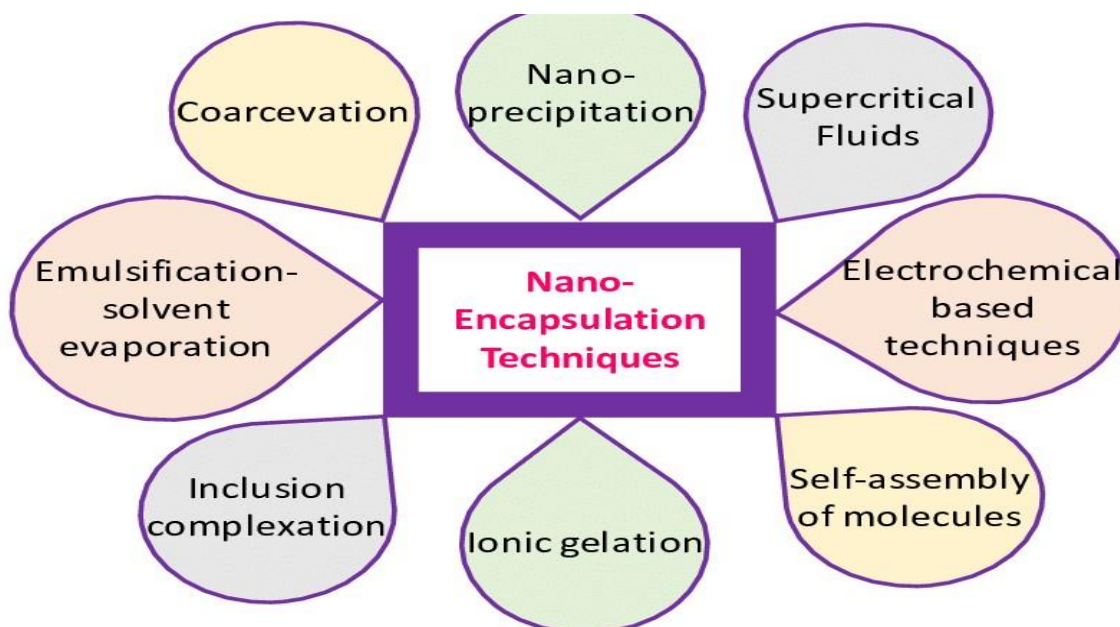 Coarcevation
Nano-
precipitation
Supercritical
Fluids
Emulsification-
solvent
evaporation
Nano-
Encapsulation
Techniques
Electrochemical
based
techniques
Inclusion
complexation
Ionic gelation
Self-assembly
of molecules